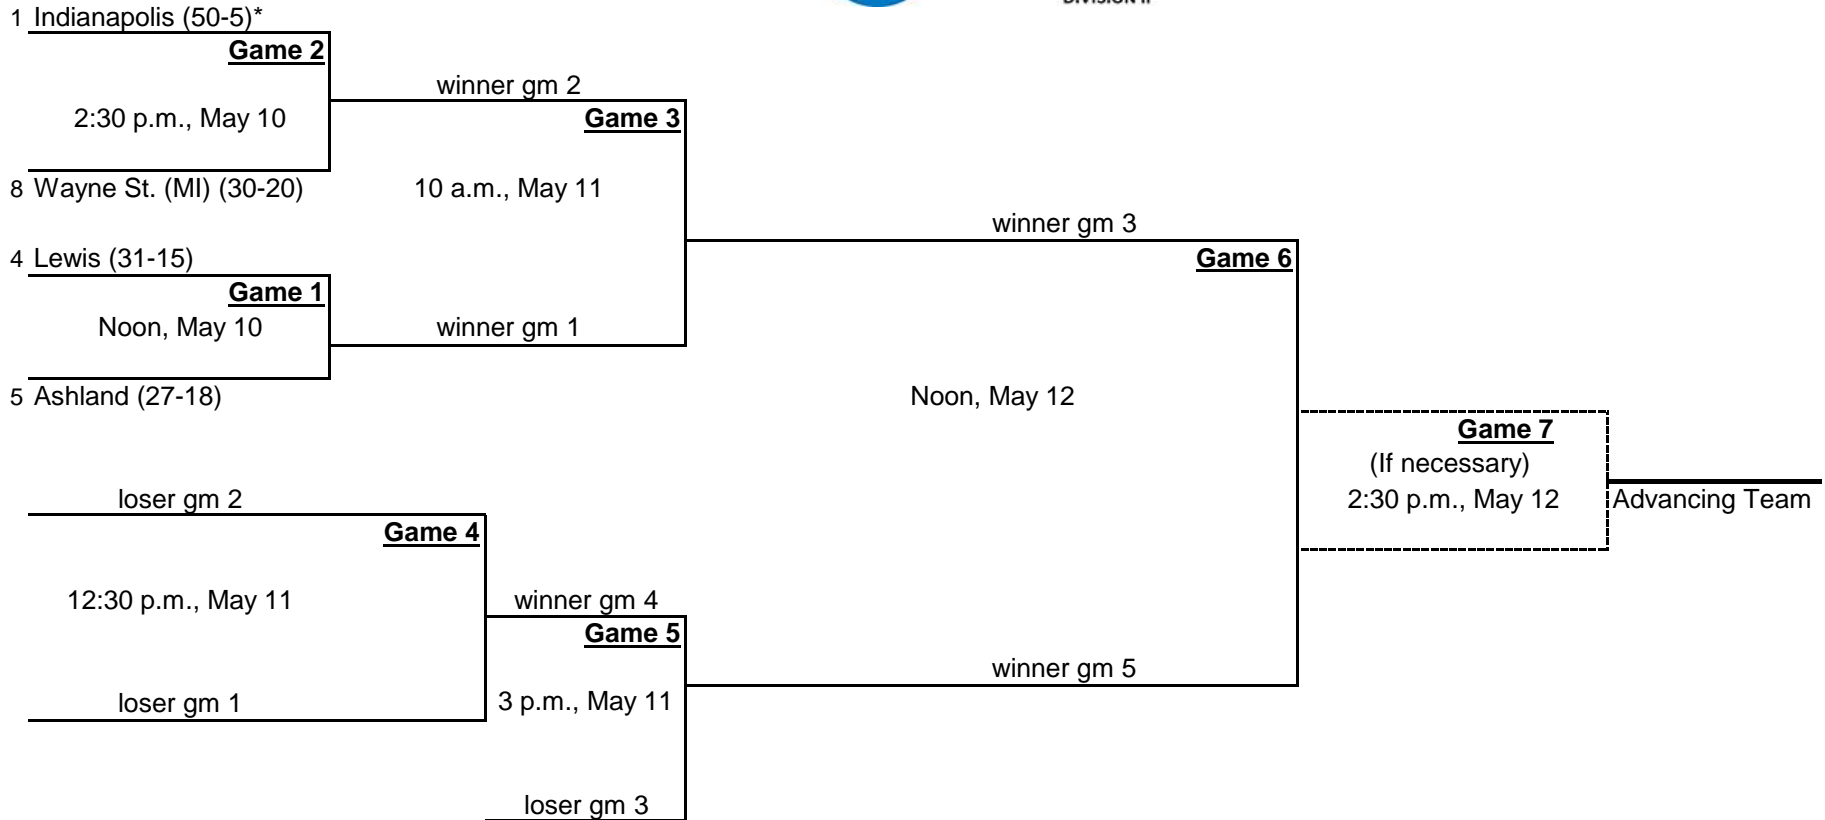 DIVISION II
1 Indianapolis (50-5)*
Game 2
winner gm 2
2:30 p.m., May 10
Game 3
8 Wayne St. (MI) (30-20)
10 a.m., May 11
winner gm 3
4 Lewis (31-15)
Game 6
Game 1
Noon, May 10
winner gm 1
5 Ashland (27-18)
Noon, May 12
Game 7
(If necessary)
loser gm 2
2:30 p.m., May 12
Advancing Team
Game 4
12:30 p.m., May 11
winner gm 4
Game 5
winner gm 5
loser gm 1
3 p.m., May 11
loser gm 3